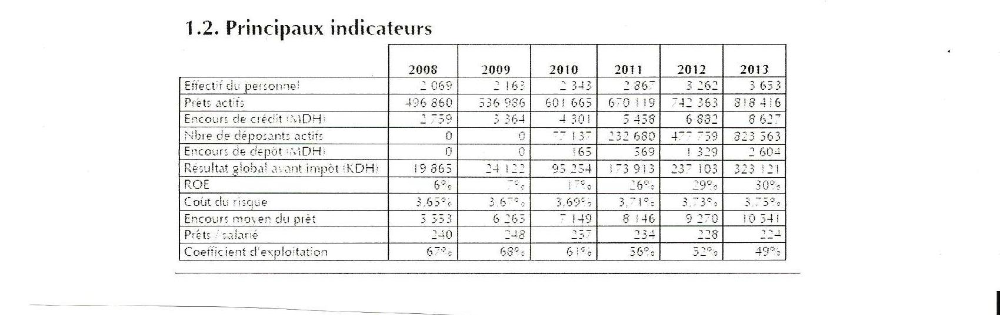 1.2. Principaux indicateurs
2008 2009 2010 2011 2012 2013
Effectif du personnel 2 069 2 163 2 343 2 867 3 262 3 653
Prêts actifs 496 860 536 986 601 665 670 119 742 363 818 416
Encours de crédit (MDH) 2 759 3 364 4 301 5 458 6 882 8 627
Nbre de déposants actifs 0 0 77 137 232 680 477 759 823 563
Encours de dépôt (MDH) 0 0 165 569 1 329 2 604
Résultat global avant impôt (KDH) 19 865 24 122 95 254 173 913 237 103 323 121
ROE 6% 7% 17% 26% 29% 30%
Coût du risque 3,65% 3,67% 3,69% 3,71% 3,73% 3,75%
Encours moyen du prêt 5 553 6 265 7 149 8 146 9 270 10 541
Prêts / salarié 240 248 257 234 228 224
Coefficient d'exploitation 67% 68% 61% 56% 52% 49%